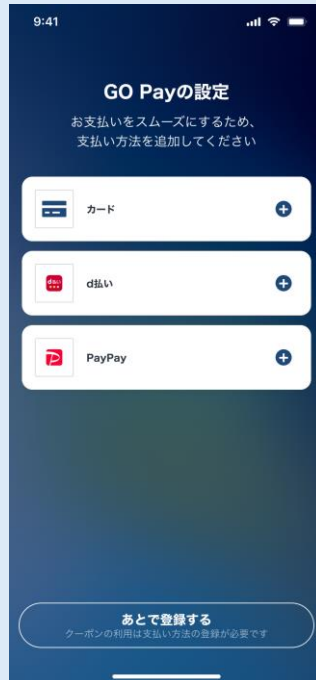 9:41
GO Payの設定
お支払いをスムーズにするため、
支払い方法を追加してください
カード
d払い
d払い
PayPay
あとで登録する
クーポンの利用は支払い方法の登録が必要です